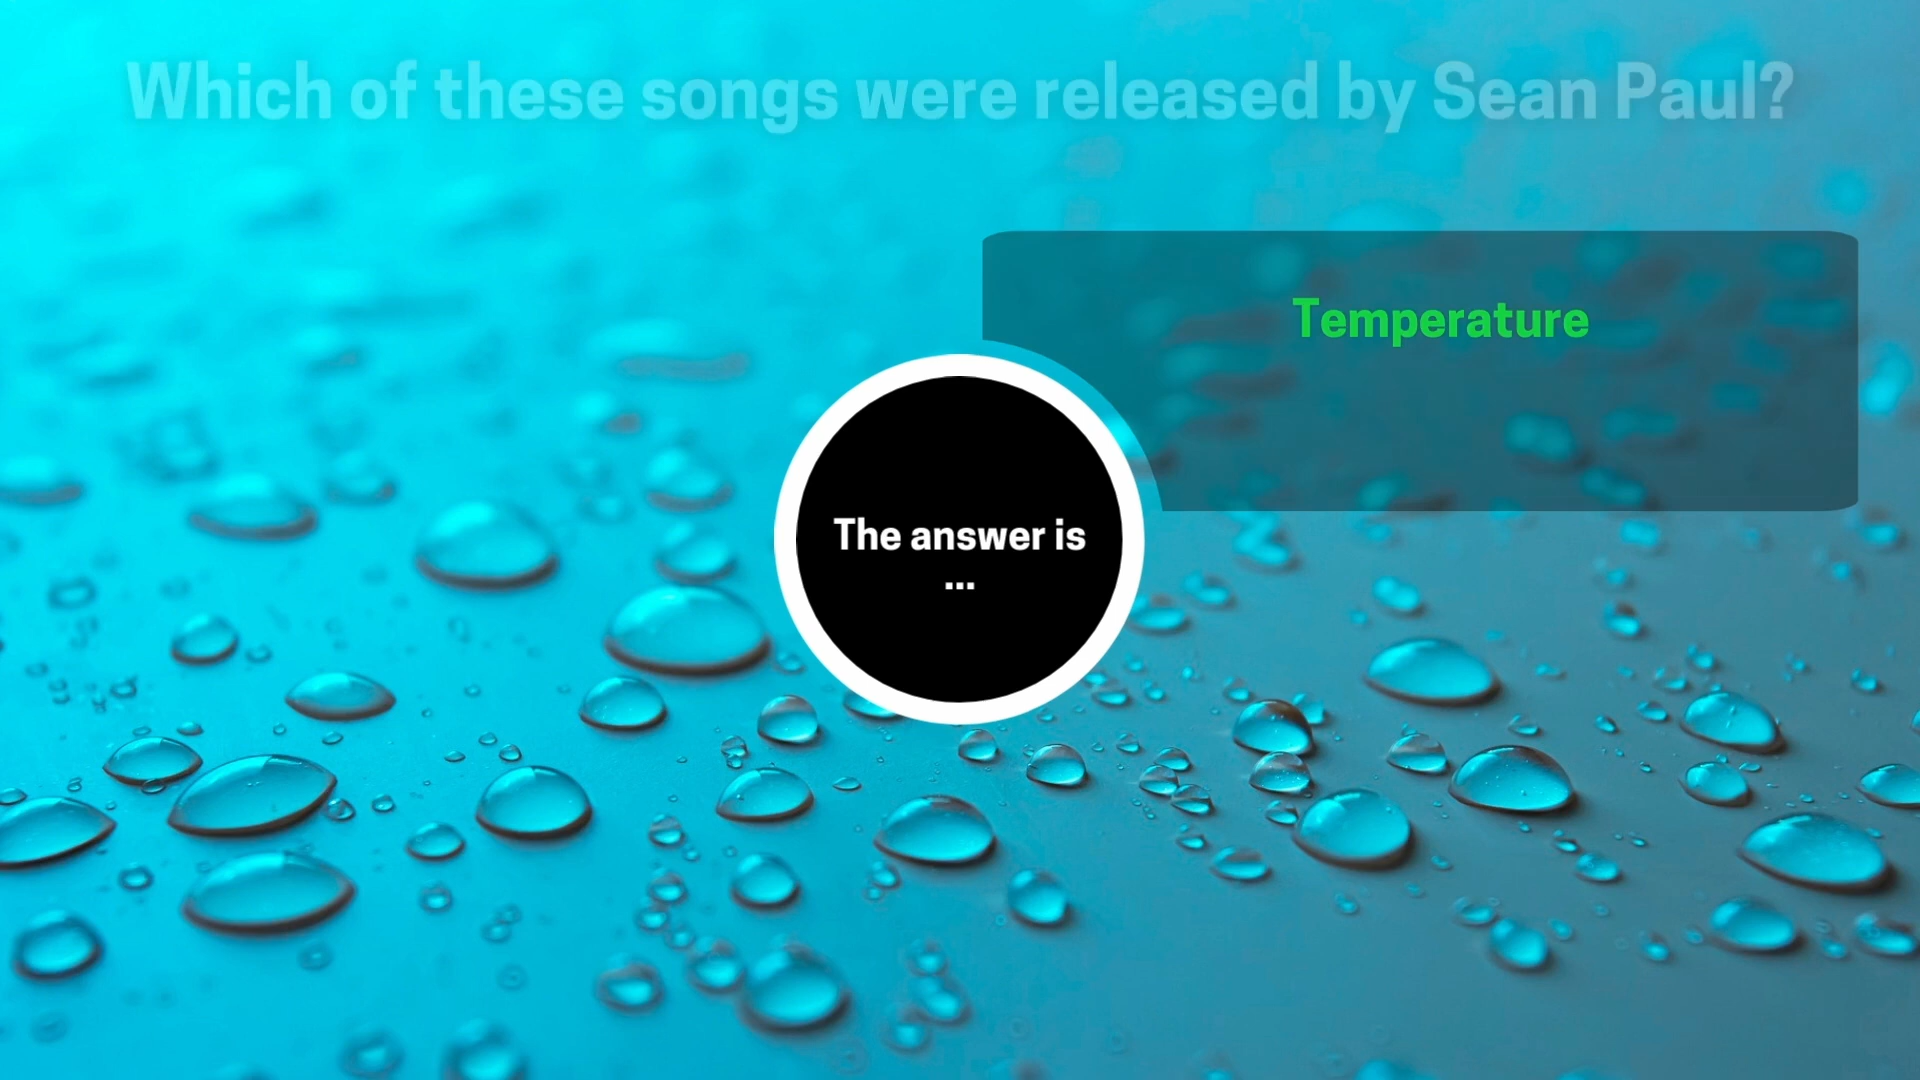 Which of these songs were released by Sean Paul?
Temperature
The answer is
...